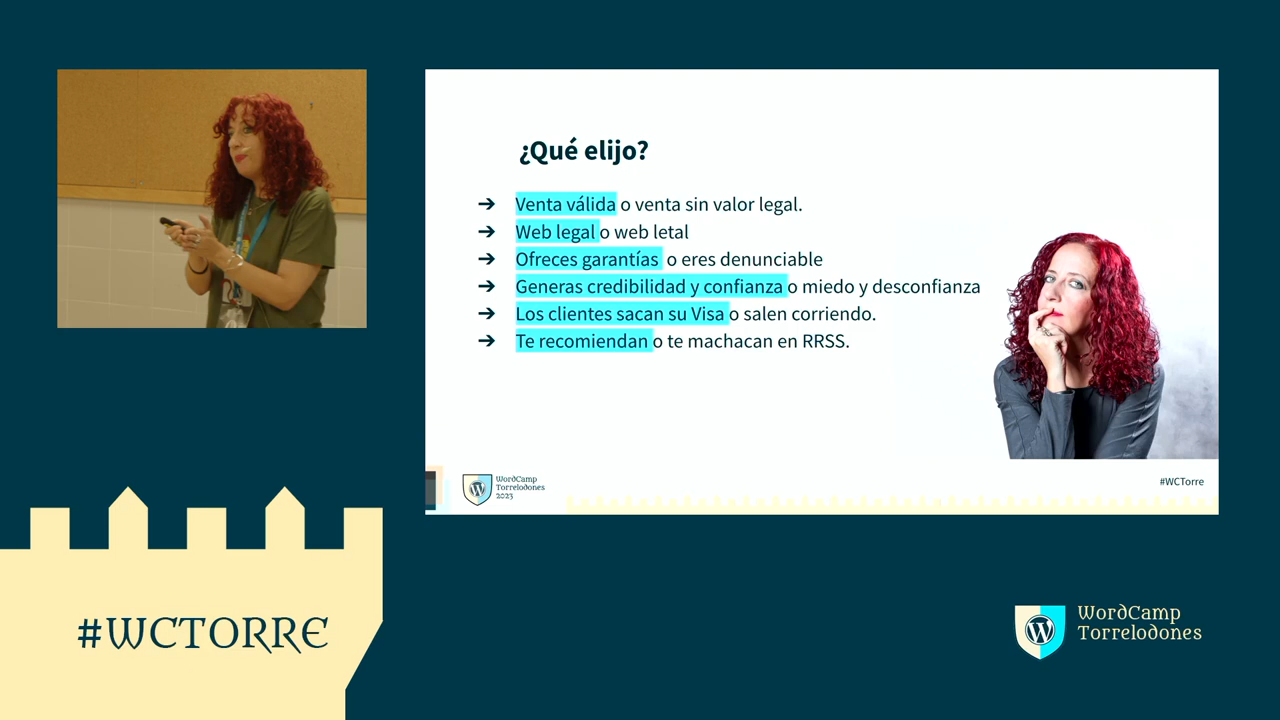 ¿Qué elijo?
➔ Venta válida o venta sin valor legal.
➔ Web legal o web letal
➔ Ofreces garantías o eres denunciable
➔ Generas credibilidad y confianza o miedo y desconfianza
➔ Los clientes sacan su Visa o salen corriendo.
➔ Te recomiendan o te machacan en RRSS.
WordCamp
Torrelodones
2023
#WCTorre
#WCTORRE
WordCamp
Torrelodones